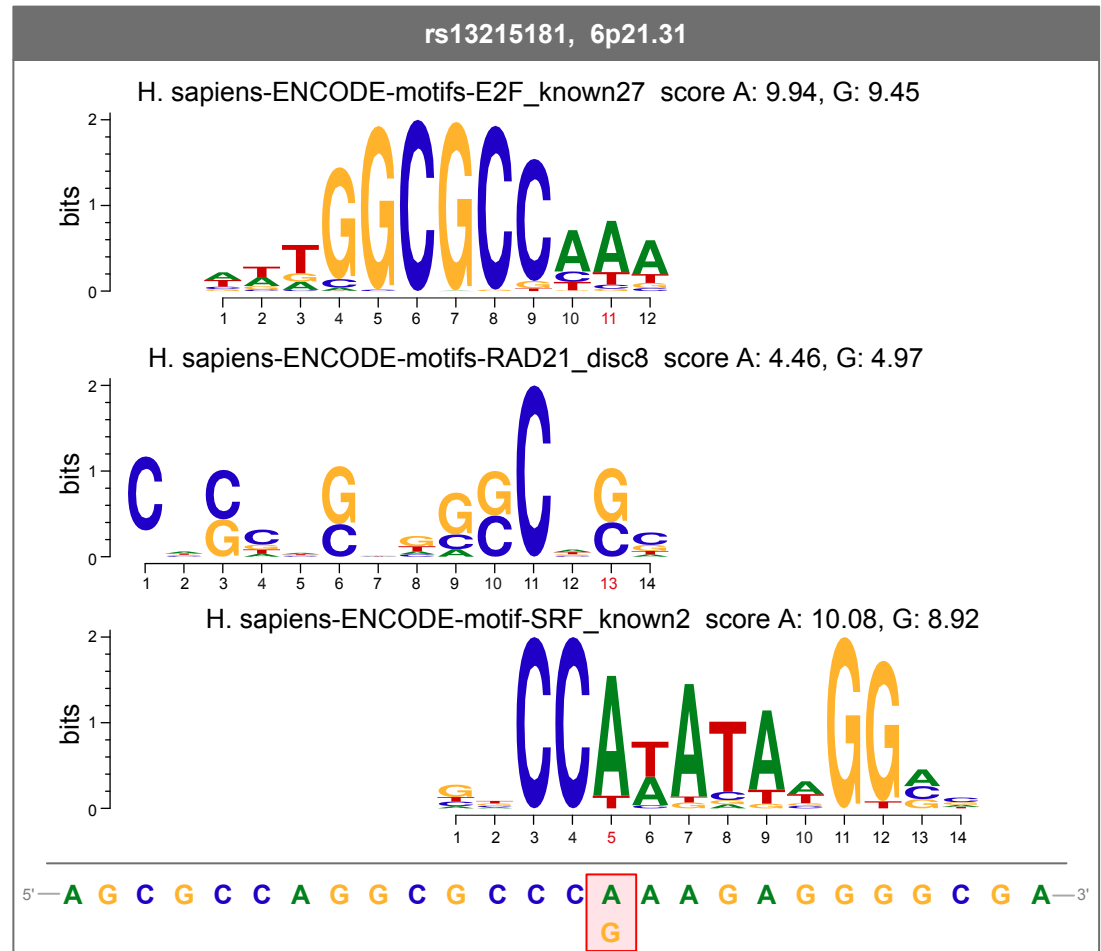 rs13215181, 6p21.31
H. sapiens-ENCODE-motifs-E2F_known27 score A: 9.94, G: 9.45
2
bits
1
0
A T T G G C G C C A A A
1 2 3 4 5 6 7 8 9 10 11 12
H. sapiens-ENCODE-motifs-RAD21_disc8 score A: 4.46, G: 4.97
2
bits
1
0
1 2 3 4 5 6 7 8 9 10 11 12 13 14
H. sapiens-ENCODE-motif-SRF_known2 score A: 10.08, G: 8.92
2
bits
1
0
1 2 3 4 5 6 7 8 9 10 11 12 13 14
5' A G C G C C A G G C G C C C A A A G A G G G G C G A 3'
G